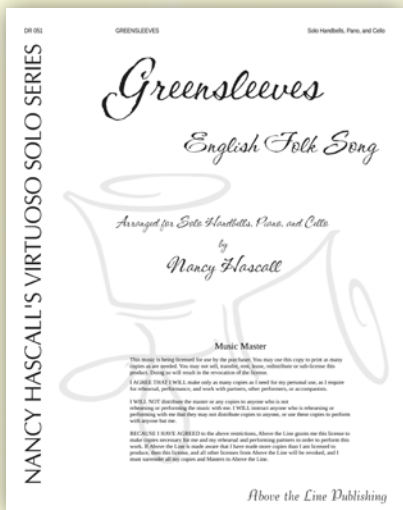 DR 051 GREENSLEEVES Solo Handbells, Piano, and Cello
NANCY HASCALL'S VIRTUOSO SOLO SERIES
Greensleeves
English Folk Song
Arranged for Solo Handbells, Piano, and Cello
by
Nancy Hascall
Music Master
This music is being licensed for use by the purchaser. You may use this copy to print as many
copies as are needed. You may not sell, transfer, rent, lease, redistribute or sub-license this
product. Doing so will result in the revocation of the license.
I AGREE THAT I WILL make only as many copies as I need for my personal use, as I require
for rehearsal, performance, and work with partners, other performers, or accompanists.
I WILL NOT distribute the master or any copies to anyone who is not
rehearsing or performing the music with me. I WILL instruct anyone who is rehearsing or
performing with me that they may not distribute copies to anyone, or use these copies to perform
with anyone but me.
BECAUSE I HAVE AGREED to the above restrictions, Above the Line grants me this license to
make copies necessary for me and my rehearsal and performing partners in order to perform this
work. If Above the Line is made aware that I have made more copies than I am licensed to
produce, then this license, and all other licenses from Above the Line will be revoked, and I
must surrender all my copies and Masters to Above the Line.
Above the Line Publishing